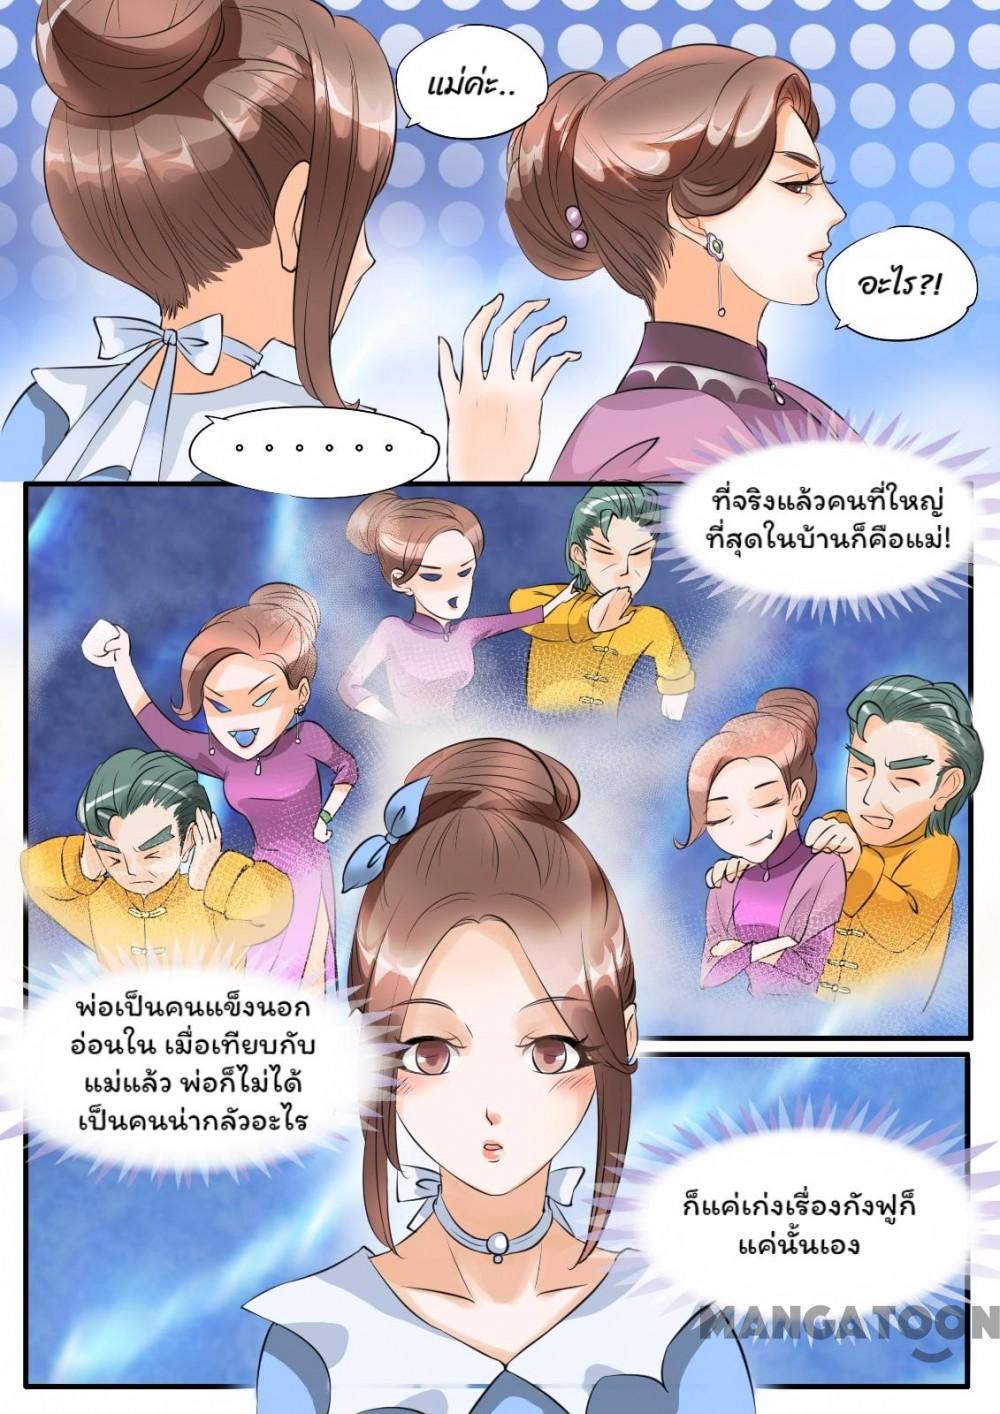 แม่ค่ะ..
อะไร?!
。。。。。。
ที่จริงแล้วคนที่ใหญ่
ที่สุดในบ้านก็คือแม่!
พ่อเป็นคนแข็งนอก
อ่อนใน เมื่อเทียบกับ
แม่แล้ว พ่อก็ไม่ได้
เป็นคนน่ากลัวอะไร
ก็แค่เก่งเรื่องกังฟูก็
แค่นั้นเอง
MANGATOON